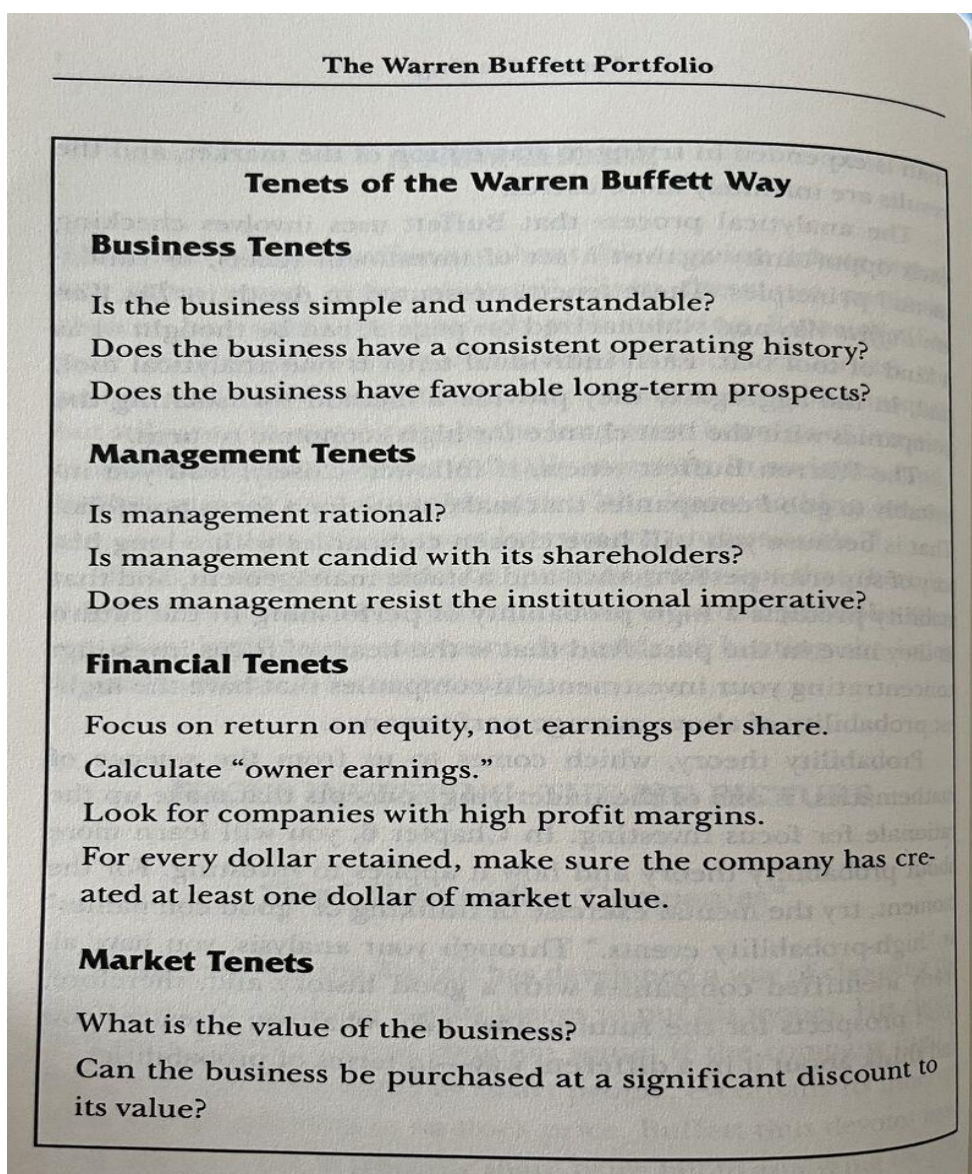 The Warren Buffett Portfolio
Tenets of the Warren Buffett Way
Business Tenets
Is the business simple and understandable?
Does the business have a consistent operating history?
Does the business have favorable long-term prospects?
Management Tenets
Is management rational?
Is management candid with its shareholders?
Does management resist the institutional imperative?
Financial Tenets
Focus on return on equity, not earnings per share.
Calculate “owner earnings.”
Look for companies with high profit margins.
For every dollar retained, make sure the company has cre-
ated at least one dollar of market value.
Market Tenets
What is the value of the business?
Can the business be purchased at a significant discount to
its value?